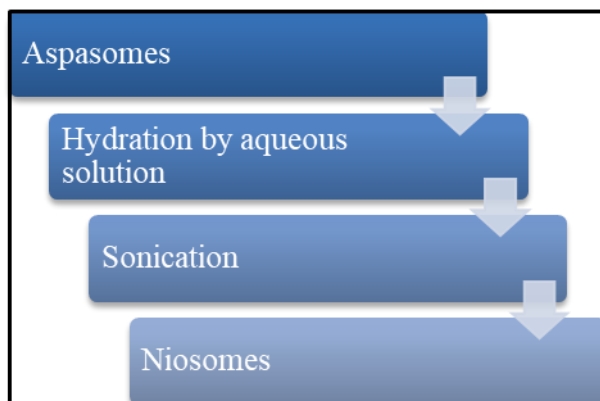 Aspasomes
Hydration by aqueous
solution
Sonication
Niosomes